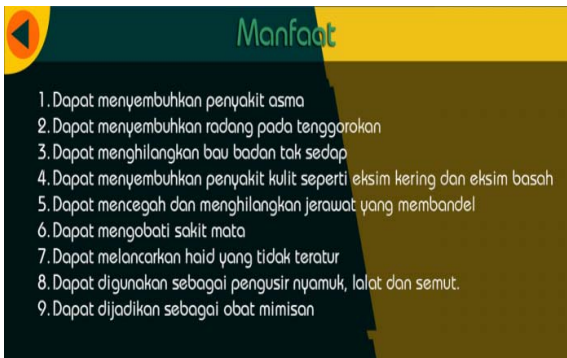 Manfaat
1. Dapat menyembuhkan penyakit asma
2. Dapat menyembuhkan radang pada tenggorokan
3. Dapat menghilangkan bau badan tak sedap
4. Dapat menyembuhkan penyakit kulit seperti eksim kering dan eksim basah
5. Dapat mencegah dan menghilangkan jerawat yang membandel
6. Dapat mengobati sakit mata
7. Dapat melancarkan haid yang tidak teratur
8. Dapat digunakan sebagai pengusir nyamuk, lalat dan semut.
9. Dapat dijadikan sebagai obat mimisan